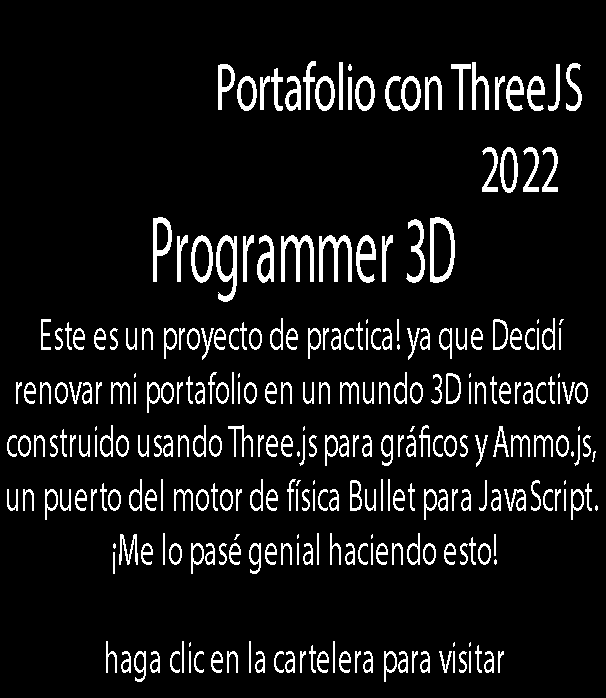 Portafolio con ThreeJS
2022
Programmer 3D
Este es un proyecto de practica! ya que Decidí
renovar mi portafolio en un mundo 3D interactivo
construido usando Three.js para gráficos y Ammo.js,
un puerto del motor de física Bullet para JavaScript.
¡Me lo pasé genial haciendo esto!
haga clic en la cartelera para visitar